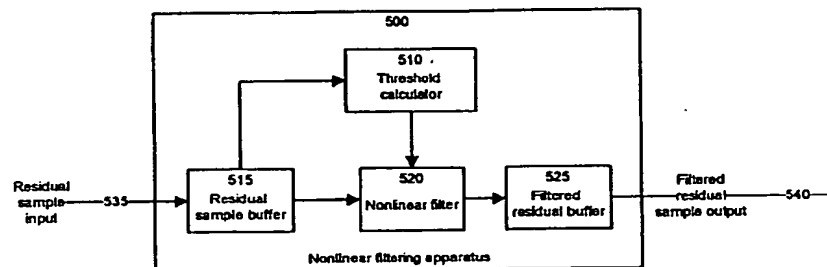 500
510
Threshold
calculator
515
Residual
sample buffer
520
Nonlinear filter
525
Filtered
residual buffer
Residual
sample
input
535
Filtered
residual
sample output
540
Nonlinear filtering apparatus